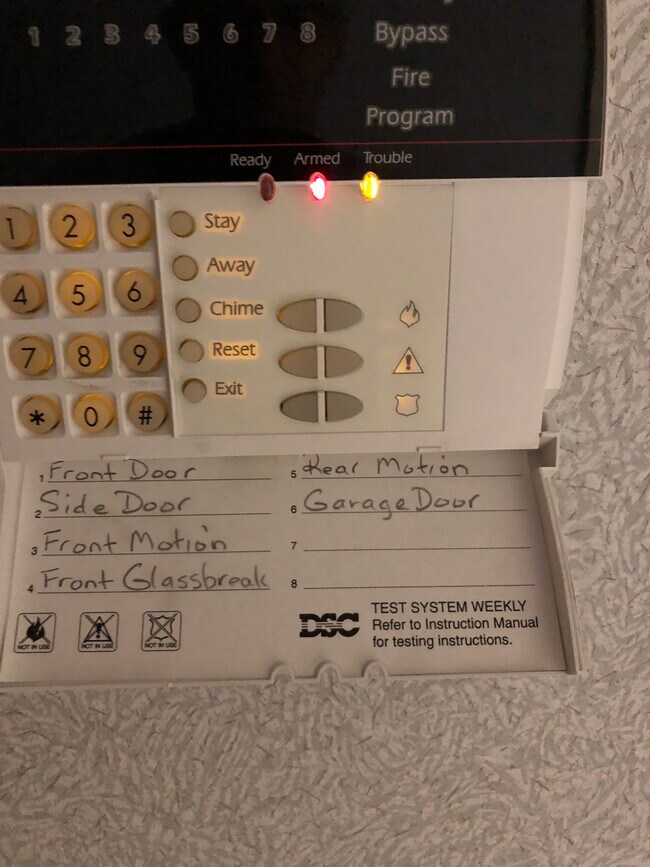 1 2 3 4 5 6 7 8
Bypass
Fire
Program
Ready Armed Trouble
1 2 3
4 5 6
7 8 9
* 0 #
Stay
Away
Chime
Reset
Exit
1 Front Door
2 Side Door
3 Front Motion
4 Front Glassbreak
5 Rear Motion
6 Garage Door
7
8
NOT IN USE NOT IN USE NOT IN USE
DSC
TEST SYSTEM WEEKLY
Refer to Instruction Manual
for testing instructions.